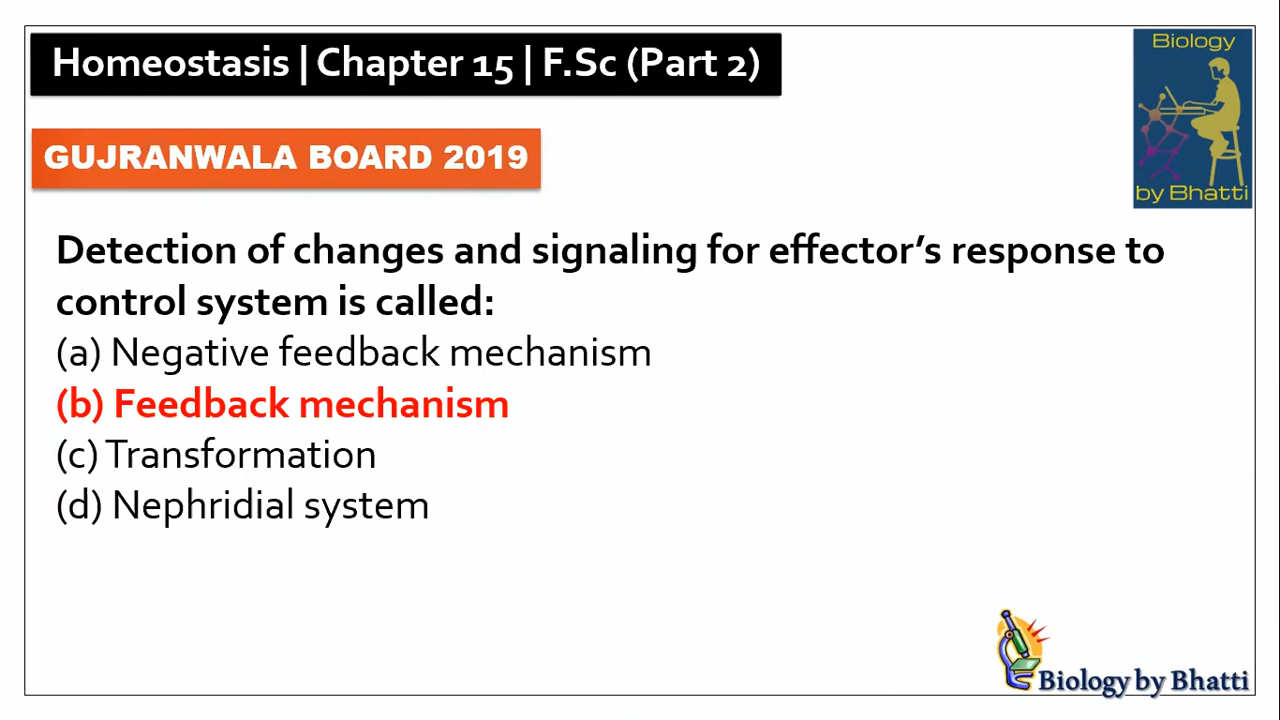 Homeostasis | Chapter 15 | F.Sc (Part 2)
Biology
by Bhatti
GUJRANWALA BOARD 2019
Detection of changes and signaling for effector’s response to
control system is called:
(a) Negative feedback mechanism
(b) Feedback mechanism
(c) Transformation
(d) Nephridial system
Biology by Bhatti